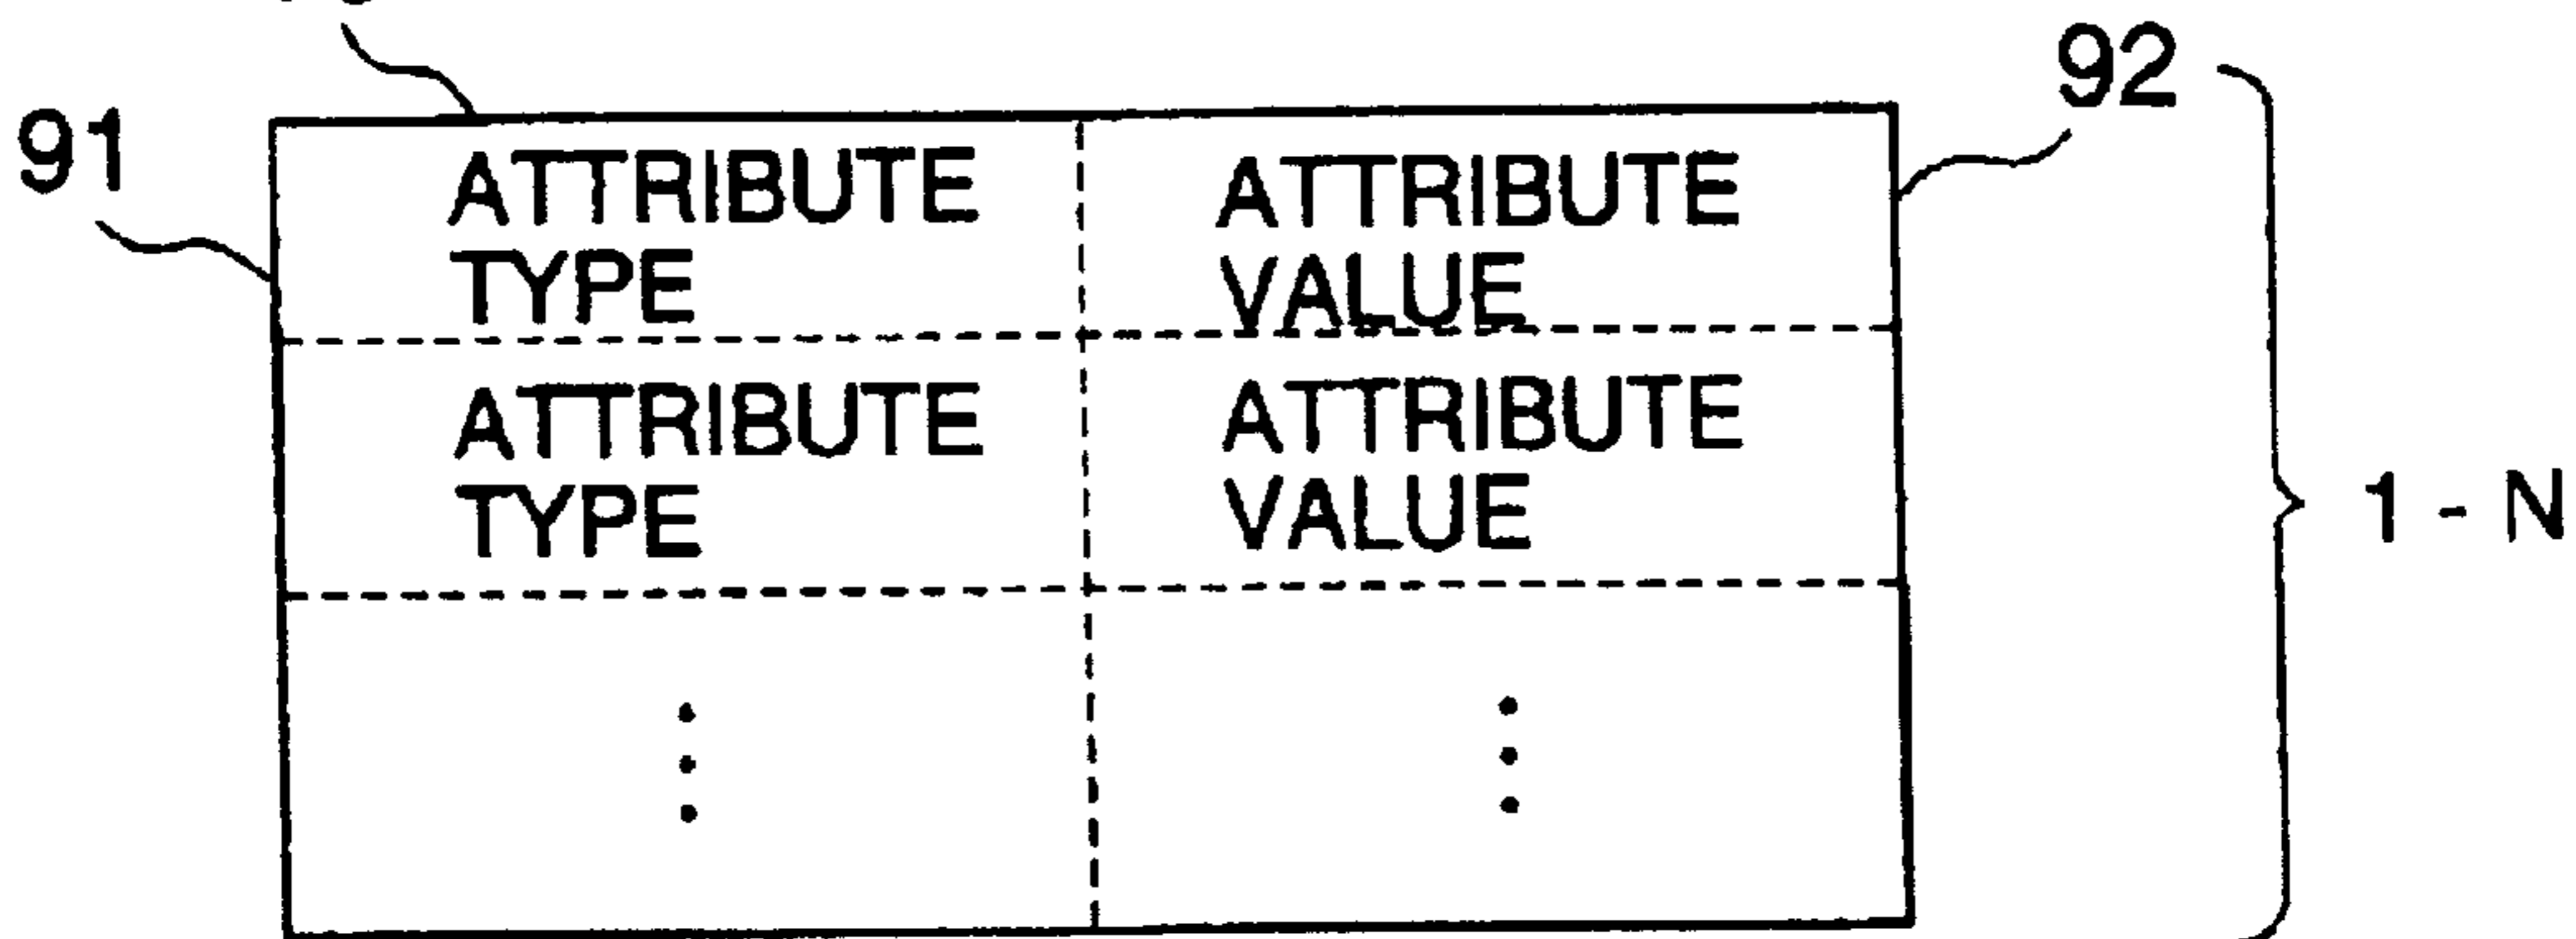 91
92
ATTRIBUTE ATTRIBUTE
TYPE VALUE
ATTRIBUTE ATTRIBUTE
TYPE VALUE
1 - N